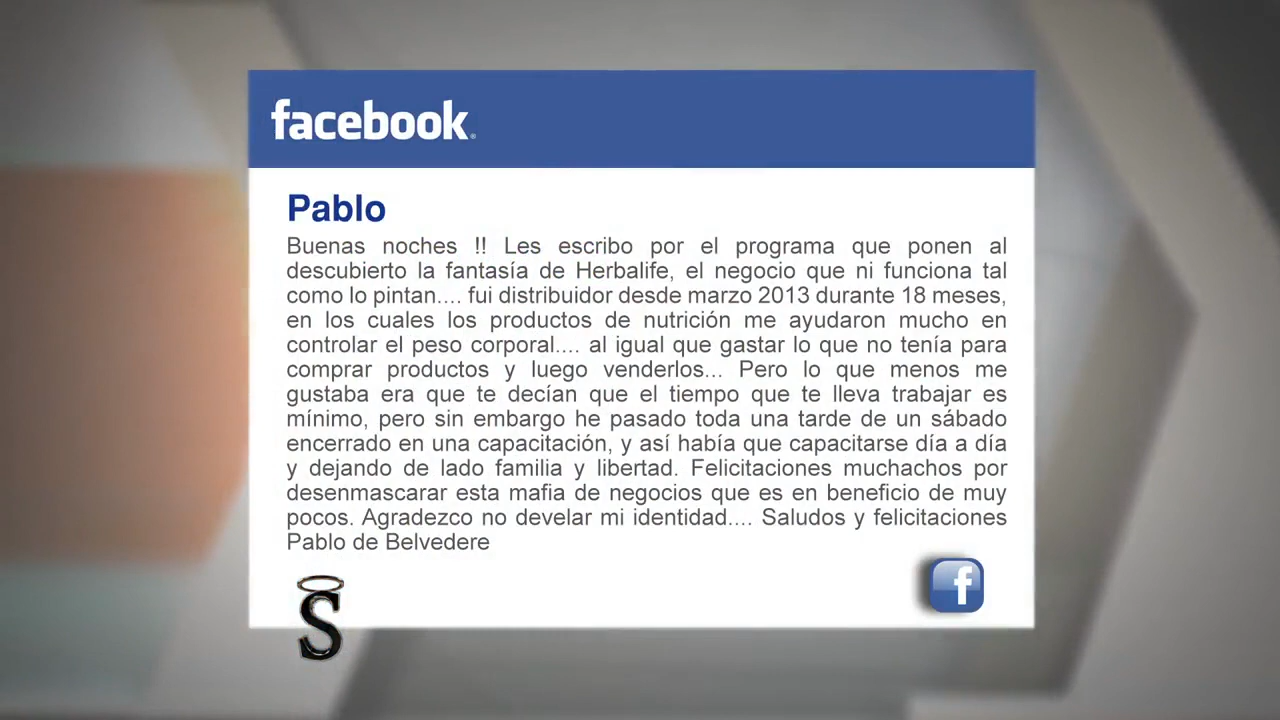 facebook
Pablo
Buenas noches !! Les escribo por el programa que ponen al
descubierto la fantasía de Herbalife, el negocio que ni funciona tal
como lo pintan.... fui distribuidor desde marzo 2013 durante 18 meses,
en los cuales los productos de nutrición me ayudaron mucho en
controlar el peso corporal.... al igual que gastar lo que no tenía para
comprar productos y luego venderlos... Pero lo que menos me
gustaba era que te decían que el tiempo que te lleva trabajar es
mínimo, pero sin embargo he pasado toda una tarde de un sábado
encerrado en una capacitación, y así había que capacitarse día a día
y dejando de lado familia y libertad. Felicitaciones muchachos por
desenmascarar esta mafia de negocios que es en beneficio de muy
pocos. Agradezco no develar mi identidad.... Saludos y felicitaciones
Pablo de Belvedere
S
f